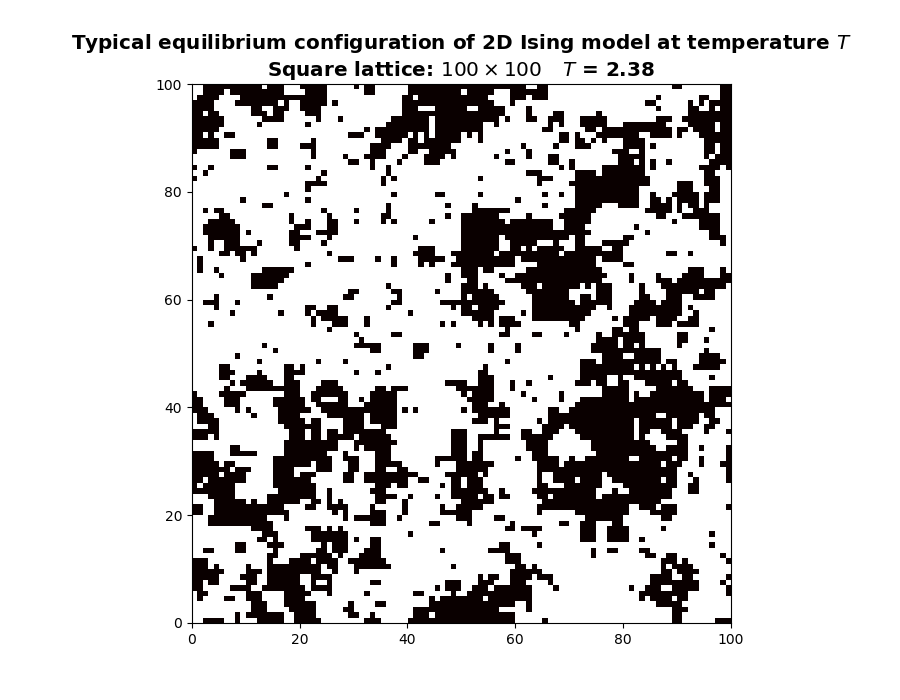 Typical equilibrium configuration of 2D Ising model at temperature T
Square lattice: 100 × 100 T = 2.38
100
80
60
40
20
0
0 20 40 60 80 100